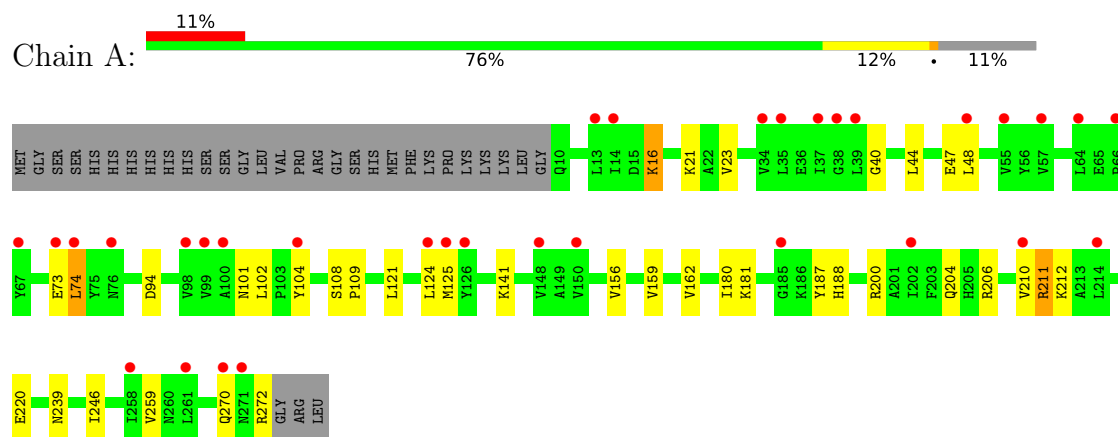 11%
Chain A:
76% 12% • 11%
MET GLY SER SER HIS HIS HIS HIS HIS HIS SER SER GLY LEU VAL PRO ARG GLY SER HIS MET PHE LYS PRO LYS LYS LEU GLY Q10 L13 I14 D15 K16 K21 A22 V23 V34 L35 E36 I37 G38 L39 G40 L44 E47 L48 V55 Y56 V57 L64 E65 R66
Y67 E73 L74 Y75 N76 D94 V98 V99 A100 N101 L102 P103 Y104 S108 P109 L121 L124 M125 Y126 K141 V148 A149 V150 V156 V159 V162 I180 K181 G185 K186 Y187 H188 R200 A201 I202 F203 Q204 H205 R206 V210 R211 K212 A213 L214
E220 N239 I246 I258 V259 N260 L261 Q270 N271 R272 GLY ARG LEU